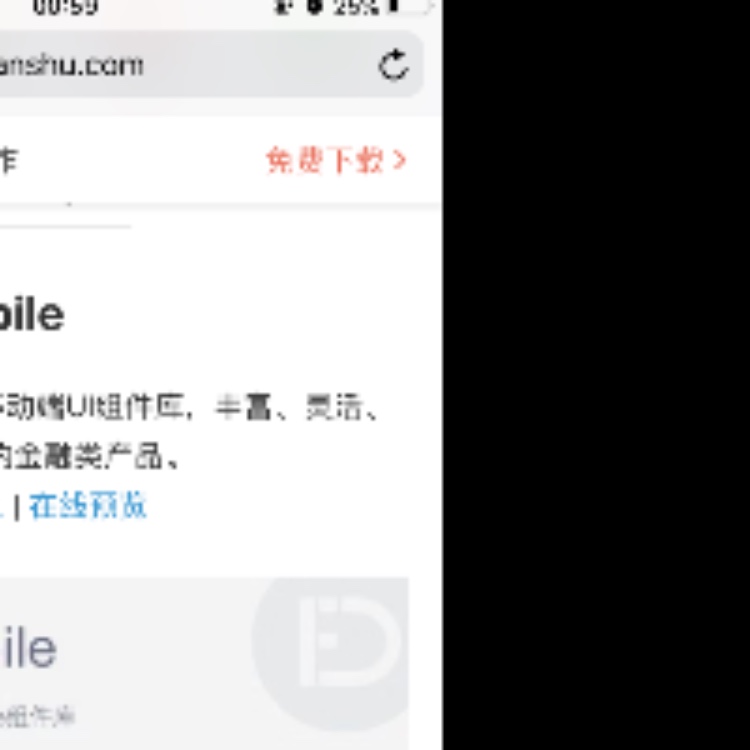 00:59 25%
anshu.com
作 免费下载 >
bile
移动端UI组件库，丰富、灵活、
的金融类产品、
| 在线预览
ile
组件库